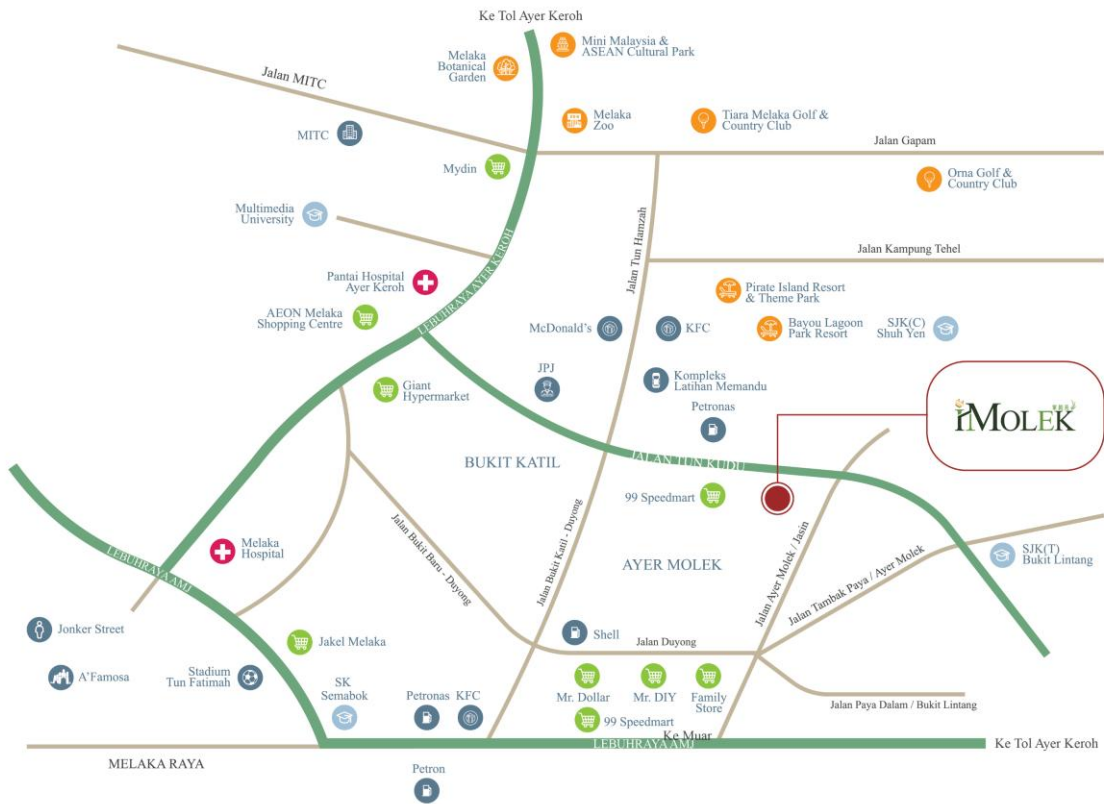 Ke Tol Ayer Keroh
Mini Malaysia &
ASEAN Cultural Park
Melaka
Botanical
Garden
Jalan MITC
MITC
Melaka
Zoo
Tiara Melaka Golf &
Country Club
Jalan Gapam
Mydin
Orna Golf &
Country Club
Multimedia
University
Jalan Tun Hamzah
Jalan Kampung Tehel
LEBUHRAYA AYER KEROH
Pantai Hospital
Ayer Keroh
Pirate Island Resort
& Theme Park
AEON Melaka
Shopping Centre
McDonald's
KFC
Bayou Lagoon
Park Resort
SJK(C)
Shuh Yen
JPJ
Kompleks
Latihan Memandu
Giant
Hypermarket
Petronas
iMOLEK
BUKIT KATIL
JALAN TUN KUDU
99 Speedmart
Jalan Bukit Baru - Duyong
Jalan Bukit Katil - Duyong
AYER MOLEK
Jalan Ayer Molek / Jasin
Jalan Tambak Paya / Ayer Molek
SJK(T)
Bukit Lintang
LEBUHRAYA AMJ
Melaka
Hospital
Jonker Street
Shell
Jalan Duyong
Jakel Melaka
A'Famosa
Stadium
Tun Fatimah
SK
Semabok
Petronas
KFC
Mr. Dollar
Mr. DIY
Family
Store
Jalan Paya Dalam / Bukit Lintang
99 Speedmart
Ke Muar
LEBUHRAYA AMJ
Ke Tol Ayer Keroh
MELAKA RAYA
Petron